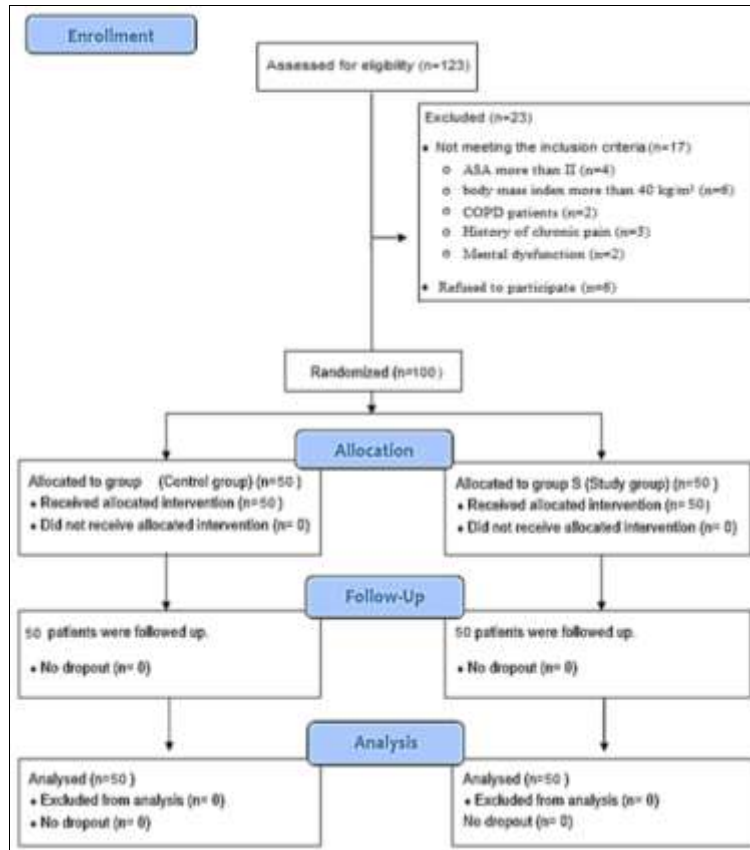 Enrollment
Assessed for eligibility (n=123)
Excluded (n=23)
• Not meeting the inclusion criteria (n=17)
o ASA more than II (n=4)
o body mass index more than 40 kg/m² (n=6)
o COPD patients (n=2)
o History of chronic pain (n=3)
o Mental dysfunction (n=2)
• Refused to participate (n=6)
Randomized (n=100)
Allocation
Allocated to group (Control group) (n=50)
• Received allocated intervention (n=50)
• Did not receive allocated intervention (n= 0)
Allocated to group S (Study group) (n=50)
• Received allocated intervention (n= 50)
• Did not receive allocated intervention (n= 0)
Follow-Up
50 patients were followed up.
• No dropout (n= 0)
50 patients were followed up.
• No dropout (n= 0)
Analysis
Analysed (n=50)
• Excluded from analysis (n= 0)
• No dropout (n= 0)
Analysed (n=50)
• Excluded from analysis (n= 0)
No dropout (n= 0)